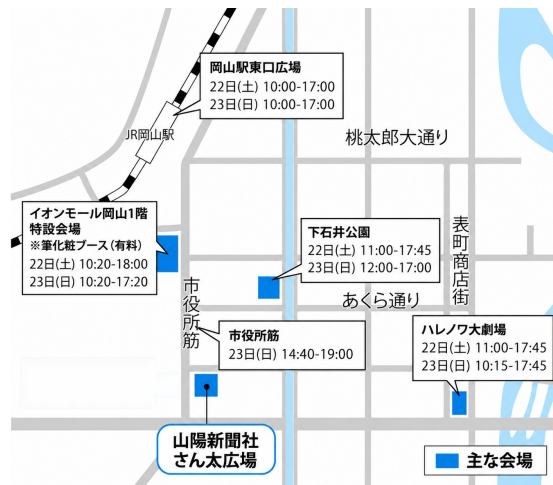 岡山駅東口広場
22日(土) 10:00-17:00
23日(日) 10:00-17:00
JR岡山駅
桃太郎大通り
イオンモール岡山1階
特設会場
※筆化粧ブース(有料)
22日(土) 10:20-18:00
23日(日) 10:20-17:20
下石井公園
22日(土) 11:00-17:45
23日(日) 12:00-17:00
表町商店街
市役所筋
あくら通り
市役所筋
23日(日) 14:40-19:00
ハレノワ大劇場
22日(土) 11:00-17:45
23日(日) 10:15-17:45
山陽新聞社
さん太広場
主な会場